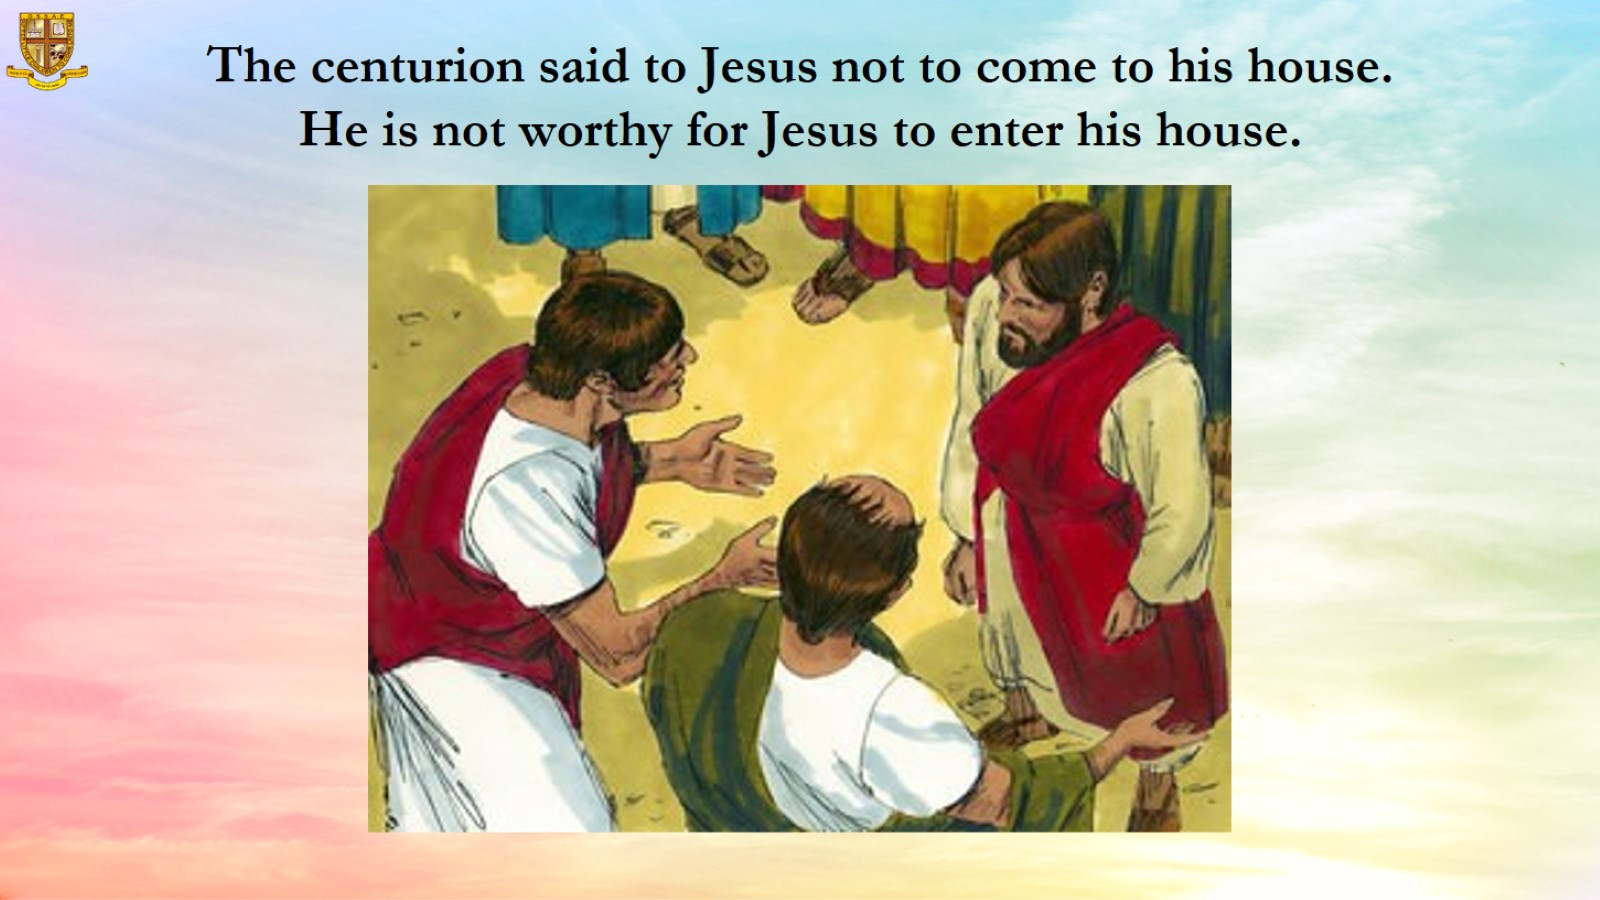 The centurion said to Jesus not to come to his house.
He is not worthy for Jesus to enter his house.